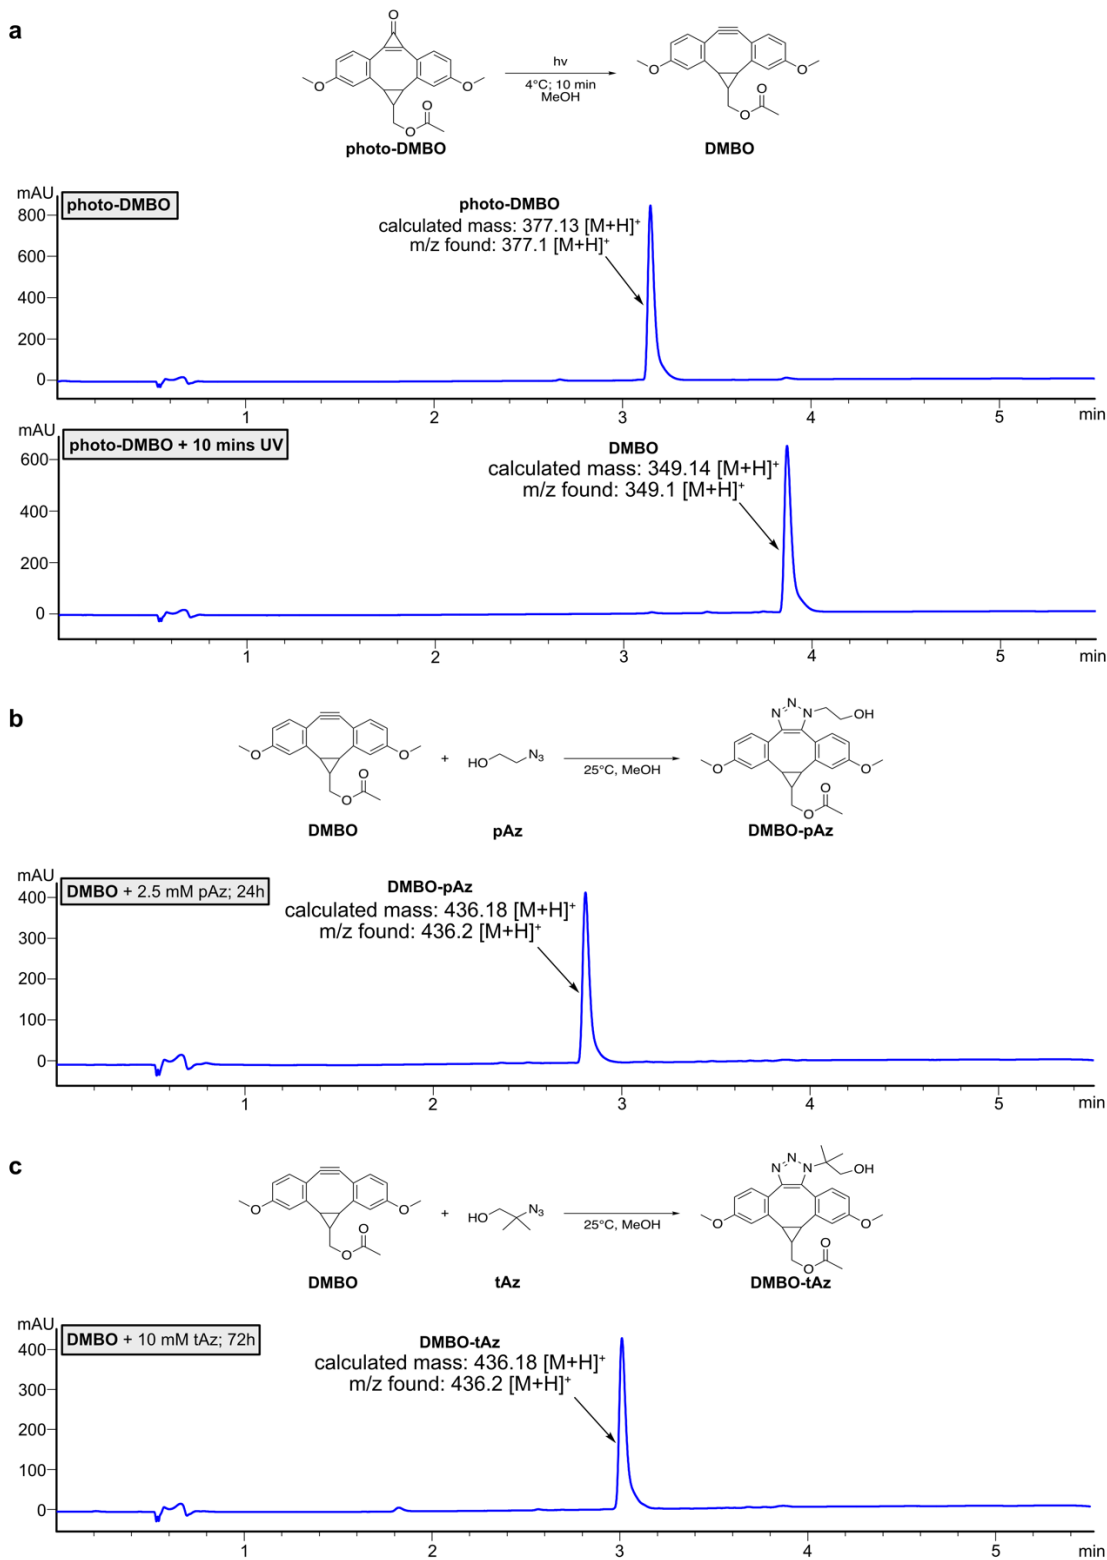 a
O
O
O
O
O
photo-DMBO
hν
4°C; 10 min
MeOH
O
O
O
O
DMBO
mAU
photo-DMBO
800
600
400
200
0
photo-DMBO
calculated mass: 377.13 [M+H]+
m/z found: 377.1 [M+H]+
1 2 3 4 5 min
mAU
photo-DMBO + 10 mins UV
600
400
200
0
DMBO
calculated mass: 349.14 [M+H]+
m/z found: 349.1 [M+H]+
1 2 3 4 5 min
b
O
O
O
O
DMBO
+
HO N3
pAz
25°C, MeOH
N N N OH
O
O
O
O
DMBO-pAz
mAU
DMBO + 2.5 mM pAz; 24h
400
300
200
100
0
DMBO-pAz
calculated mass: 436.18 [M+H]+
m/z found: 436.2 [M+H]+
1 2 3 4 5 min
c
O
O
O
O
DMBO
+
HO N3
tAz
25°C, MeOH
N N N OH
O
O
O
O
DMBO-tAz
mAU
DMBO + 10 mM tAz; 72h
400
300
200
100
0
DMBO-tAz
calculated mass: 436.18 [M+H]+
m/z found: 436.2 [M+H]+
1 2 3 4 5 min